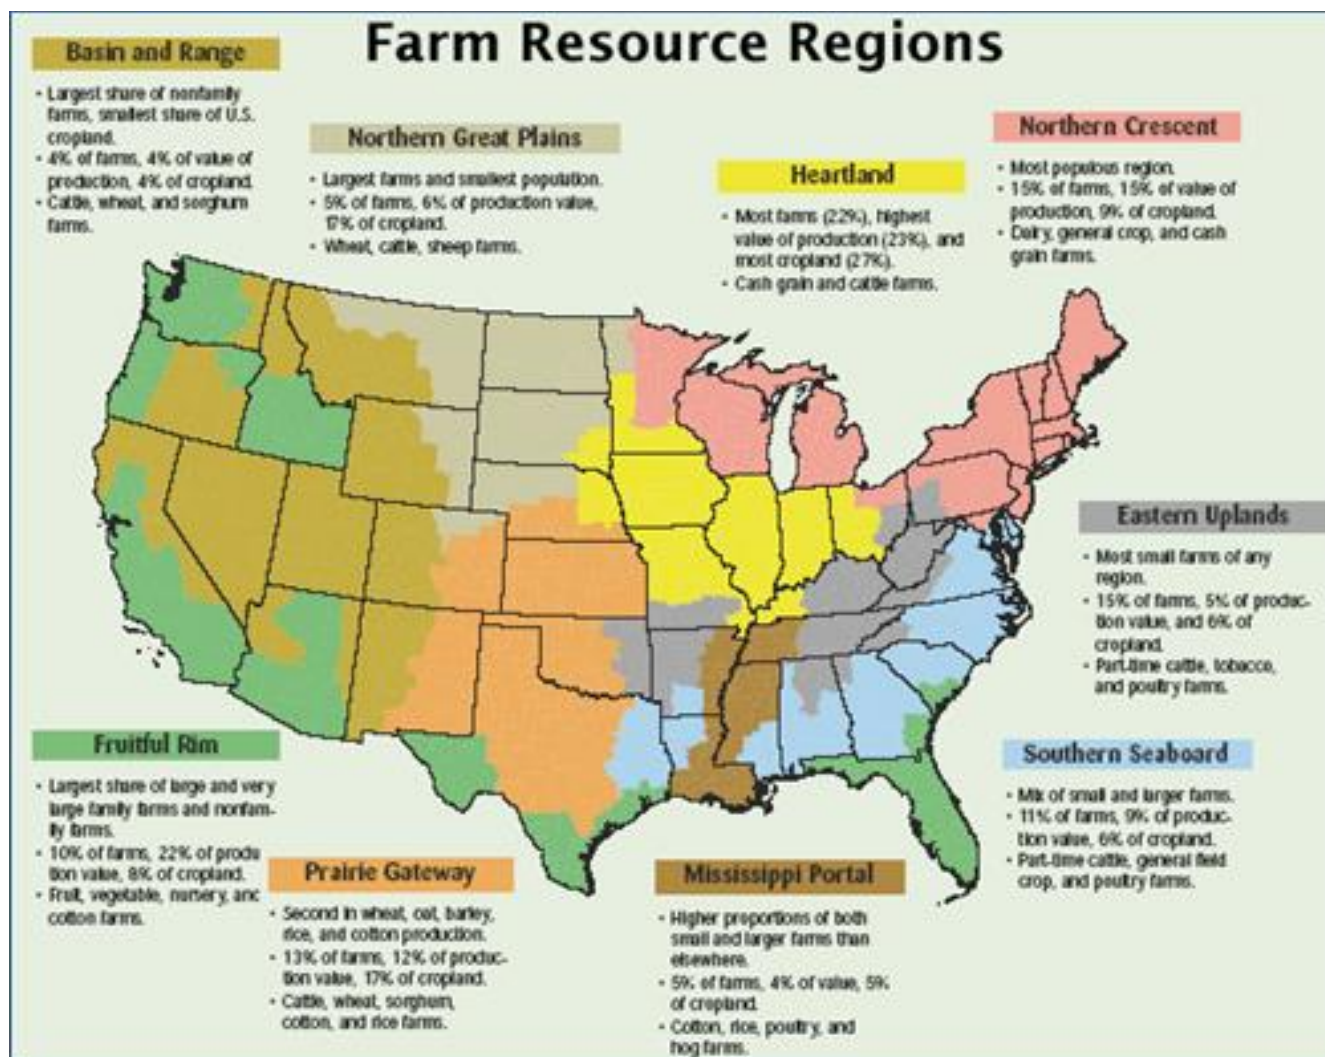 Farm Resource Regions
Basin and Range
• Largest share of nonfamily
farms, smallest share of U.S.
cropland.
• 4% of farms, 4% of value of
production, 4% of cropland.
• Cattle, wheat, and sorghum
farms.
Northern Great Plains
• Largest farms and smallest population.
• 5% of farms, 6% of production value,
17% of cropland.
• Wheat, cattle, sheep farms.
Heartland
• Most farms (22%), highest
value of production (23%), and
most cropland (27%).
• Cash grain and cattle farms.
Northern Crescent
• Most populous region.
• 15% of farms, 15% of value of
production, 9% of cropland.
• Dairy, general crop, and cash
grain farms.
Eastern Uplands
• Most small farms of any
region.
• 15% of farms, 5% of produc-
tion value, and 6% of
cropland.
• Part-time cattle, tobacco,
and poultry farms.
Fruitful Rim
• Largest share of large and very
large family farms and nonfam-
ily farms.
• 10% of farms, 22% of produ
tion value, 8% of cropland.
• Fruit, vegetable, nursery, and
cotton farms.
Prairie Gateway
• Second in wheat, oat, barley,
rice, and cotton production.
• 13% of farms, 12% of produc-
tion value, 17% of cropland.
• Cattle, wheat, sorghum,
cotton, and rice farms.
Mississippi Portal
• Higher proportions of both
small and larger farms than
elsewhere.
• 5% of farms, 4% of value, 5%
of cropland.
• Cotton, rice, poultry, and
hog farms.
Southern Seaboard
• Mix of small and larger farms.
• 11% of farms, 9% of produc-
tion value, 6% of cropland.
• Part-time cattle, general field
crop, and poultry farms.